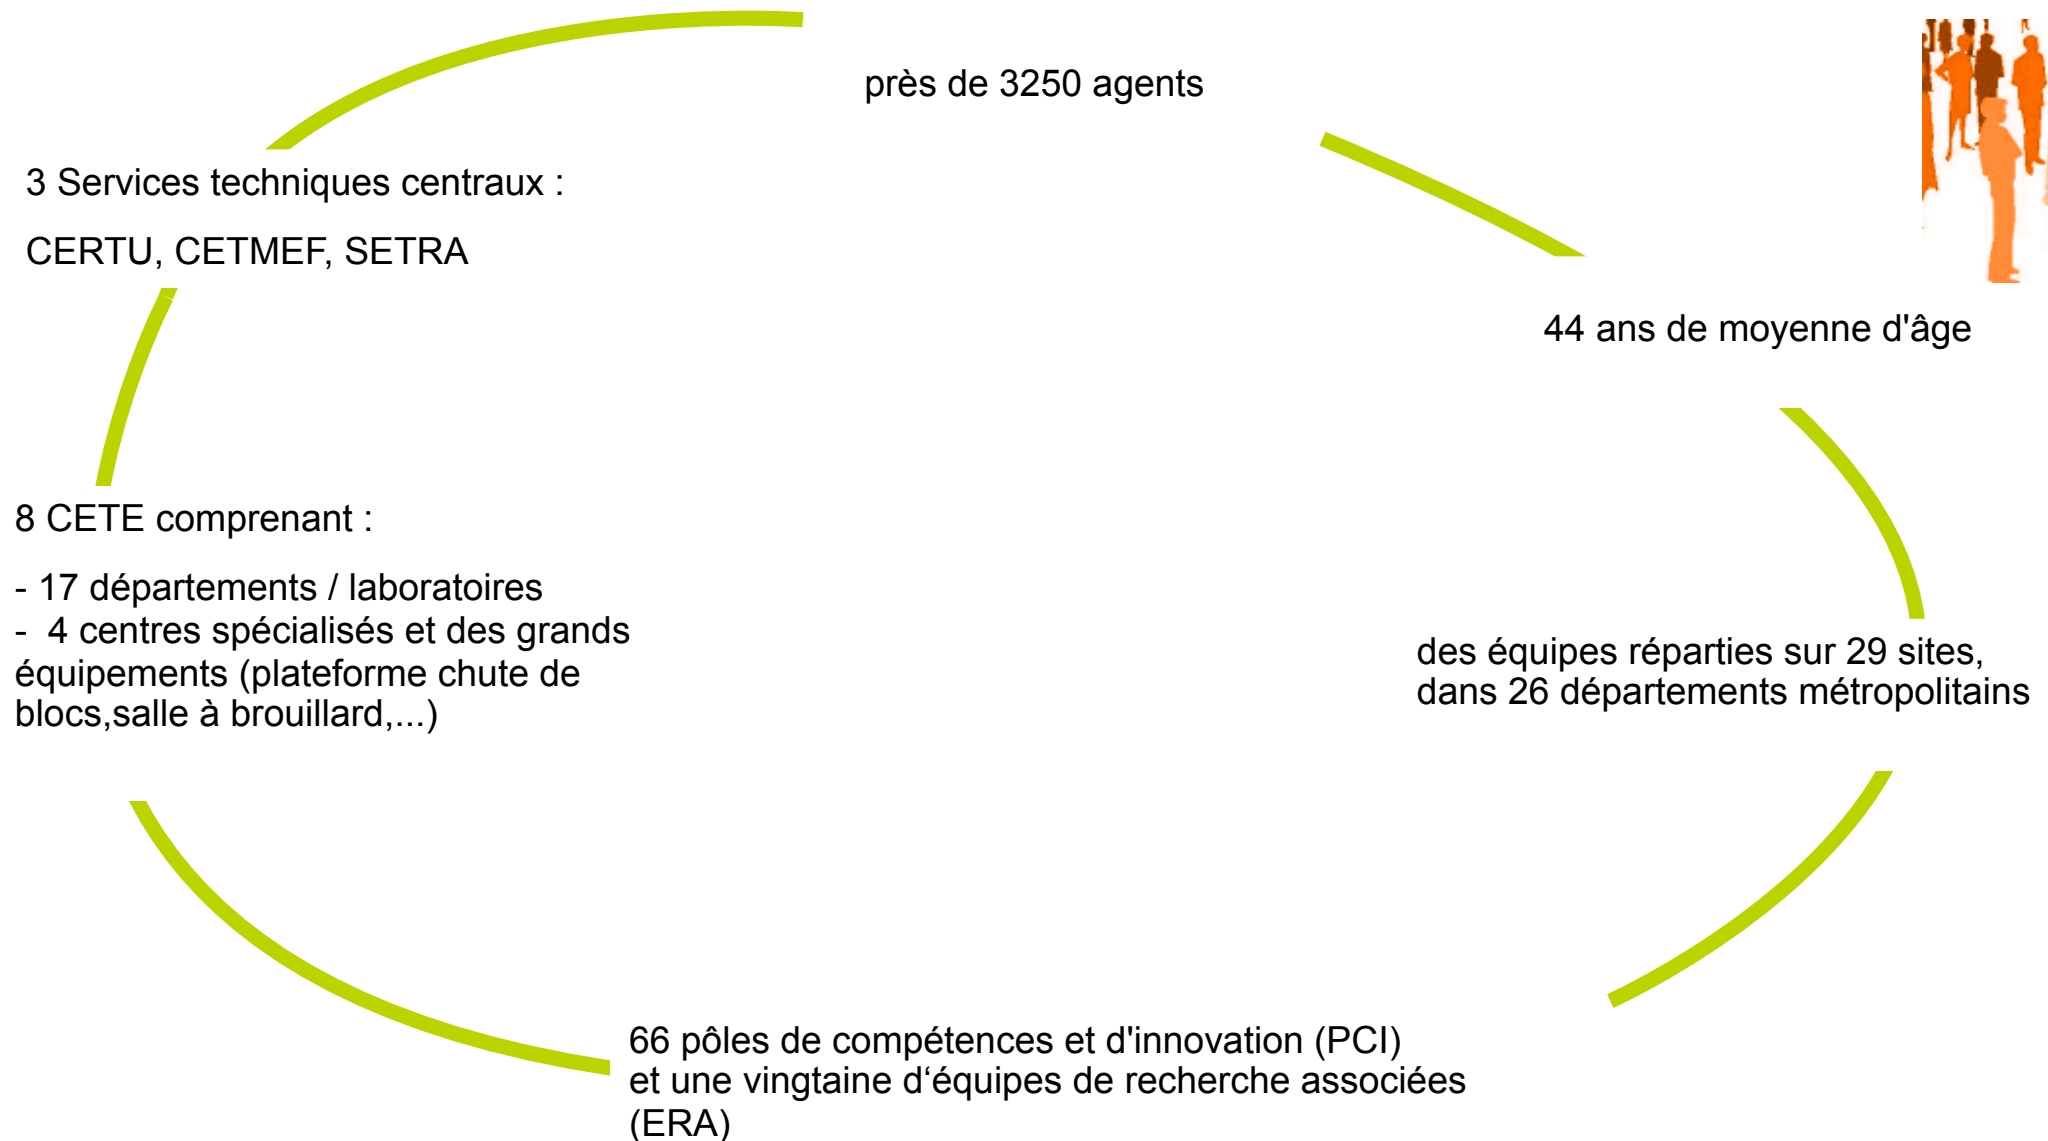 près de 3250 agents
3 Services techniques centraux :
CERTU, CETMEF, SETRA
44 ans de moyenne d'âge
8 CETE comprenant :
- 17 départements / laboratoires
-  4 centres spécialisés et des grands
équipements (plateforme chute de
blocs,salle à brouillard,...)
des équipes réparties sur 29 sites,
dans 26 départements métropolitains
66 pôles de compétences et d'innovation (PCI)
et une vingtaine d‘équipes de recherche associées
(ERA)